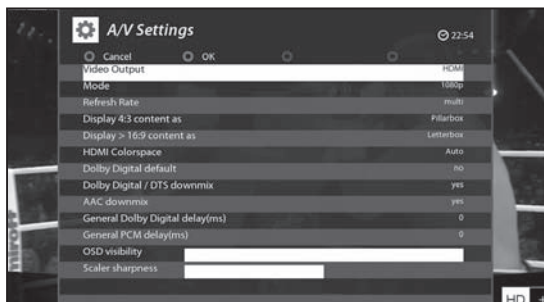 A/V Settings 22:54
Cancel OK
Video Output HDMI
Mode 1080p
Refresh Rate multi
Display 4:3 content as Pillarbox
Display > 16:9 content as Letterbox
HDMI Colorspace Auto
Dolby Digital default no
Dolby Digital / DTS downmix yes
AAC downmix yes
General Dolby Digital delay(ms) 0
General PCM delay(ms) 0
OSD visibility
Scaler sharpness
HD